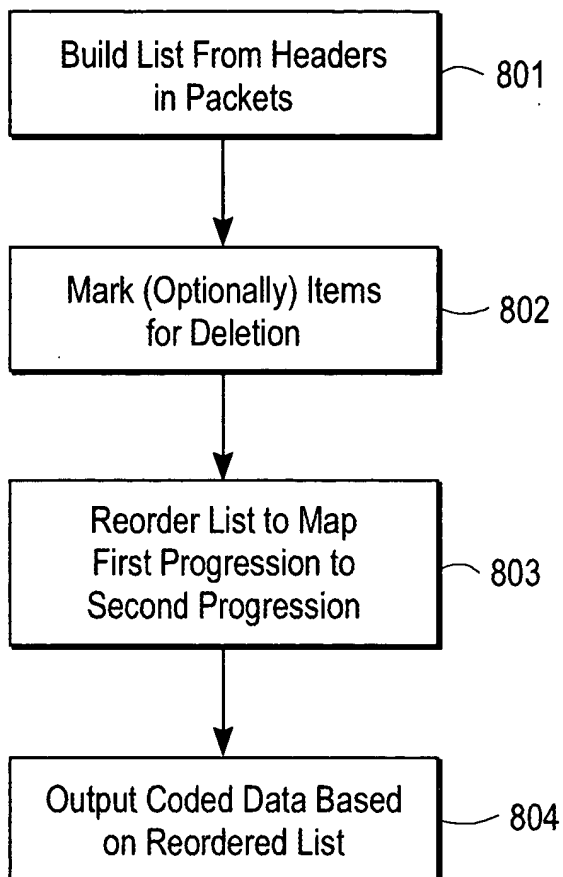 Build List From Headers
in Packets
801
Mark (Optionally) Items
for Deletion
802
Reorder List to Map
First Progression to
Second Progression
803
Output Coded Data Based
on Reordered List
804